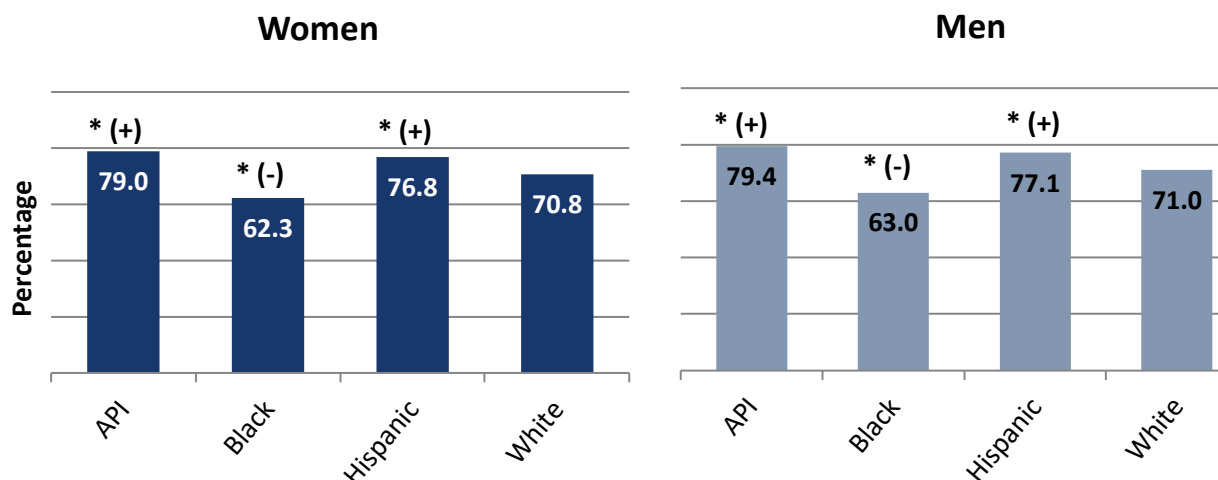 Women
Percentage
* (+)
* (-)
* (+)
79.0
62.3
76.8
70.8
API
Black
Hispanic
White
Men
* (+)
* (-)
* (+)
79.4
63.0
77.1
71.0
API
Black
Hispanic
White